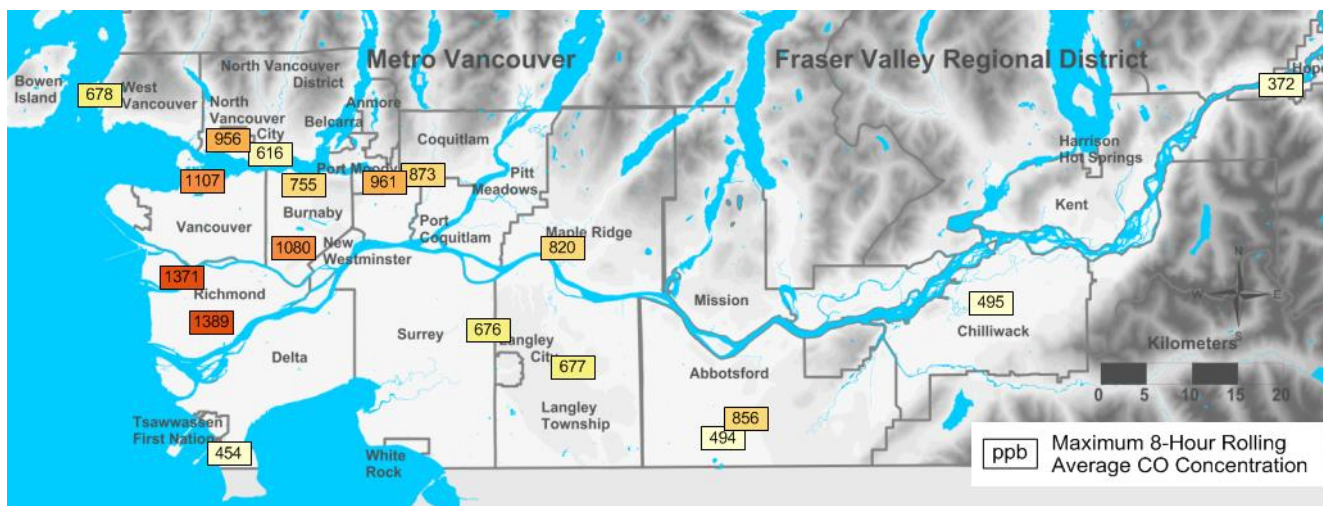 Metro Vancouver
Fraser Valley Regional District
North Vancouver
District
Hope
372
Bowen
Island
678
West
Vancouver
North
Vancouver
City
Anmore
Belcarra
956
616
Coquitlam
Harrison
Hot Springs
1107
755
Port Moody
961
873
Pitt
Meadows
Kent
Burnaby
Vancouver
Port
Coquitlam
New
Westminster
1080
820
Maple Ridge
1371
Richmond
1389
Mission
495
Chilliwack
N
W
E
S
Surrey
676
Langley
City
677
Delta
Abbotsford
Kilometers
0 5 10 15 20
Langley
Township
856
494
Tsawwassen
First Nation
454
White
Rock
ppb
Maximum 8-Hour Rolling
Average CO Concentration